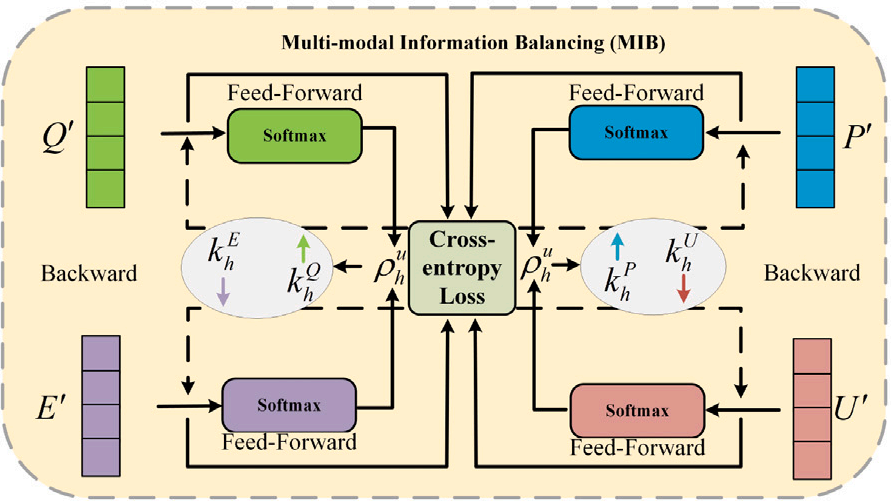 Multi-modal Information Balancing (MIB)
Feed-Forward
Feed-Forward
Q′
Softmax
Softmax
P′
Backward
k_h^E
k_h^Q
ρ_h^u
Cross-
entropy
Loss
ρ_h^u
k_h^P
k_h^U
Backward
E′
Softmax
Softmax
U′
Feed-Forward
Feed-Forward